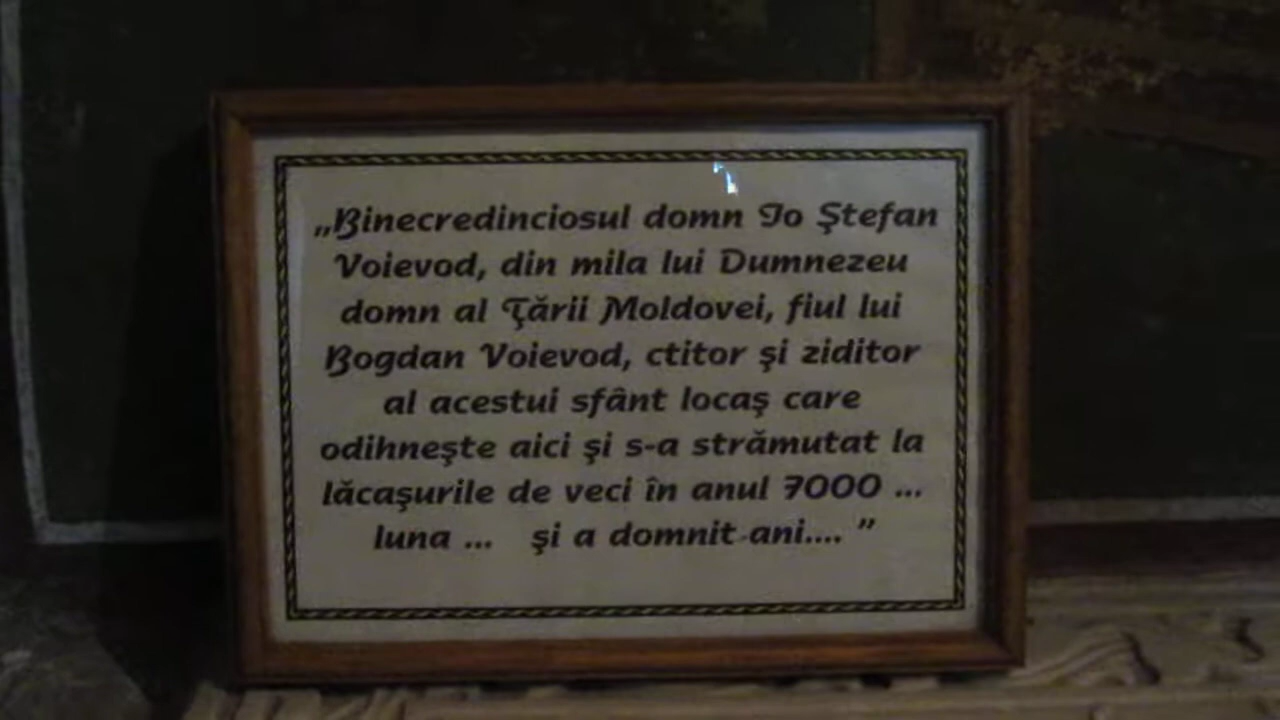 „Binecredinciosul domn Io Ştefan
Voievod, din mila lui Dumnezeu
domn al Ţării Moldovei, fiul lui
Bogdan Voievod, ctitor şi ziditor
al acestui sfânt locaş care
odihneşte aici şi s-a strămutat la
lăcaşurile de veci în anul 7000 ...
luna ... şi a domnit ani.... ”